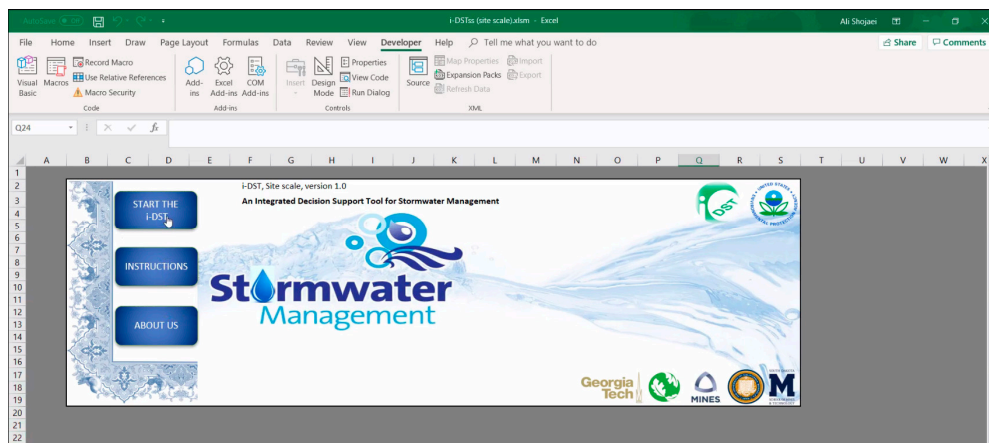 AutoSave Off
i-DSTss (site scale).xlsm - Excel
Ali Shojaei
File Home Insert Draw Page Layout Formulas Data Review View Developer Help Tell me what you want to do
Share Comments
Visual Basic
Macros
Record Macro
Use Relative References
Macro Security
Code
Add-ins
Excel Add-ins
COM Add-ins
Add-ins
Insert
Design Mode
Properties
View Code
Run Dialog
Controls
Source
Map Properties
Expansion Packs
Refresh Data
Import
Export
XML
Q24
fx
A B C D E F G H I J K L M N O P Q R S T U V W X
1
2
3
4
5
6
7
8
9
10
11
12
13
14
15
16
17
18
19
20
21
22
i-DST, Site scale, version 1.0
An Integrated Decision Support Tool for Stormwater Management
START THE
i-DST
INSTRUCTIONS
ABOUT US
Stormwater
Management
i DST
UNITED STATES
Georgia
Tech
MINES
M